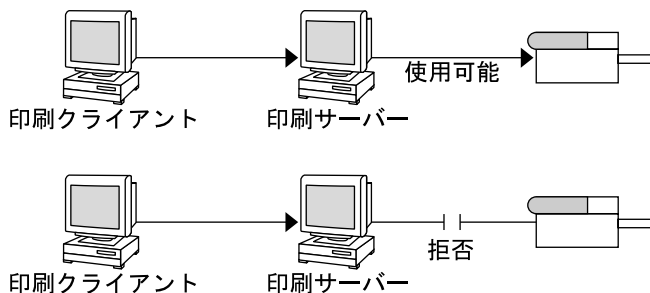 使用可能
印刷クライアント
印刷サーバー
拒否
印刷クライアント
印刷サーバー